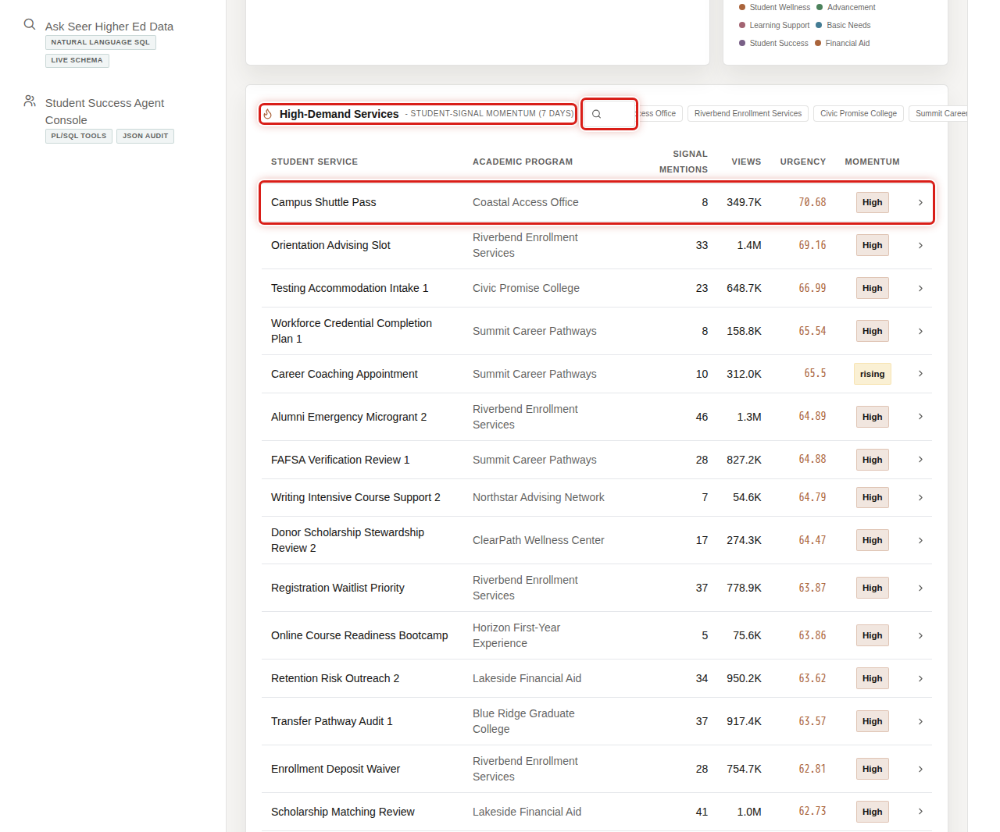 Ask Seer Higher Ed Data
NATURAL LANGUAGE SQL
LIVE SCHEMA
Student Success Agent
Console
PL/SQL TOOLS JSON AUDIT
Student Wellness Advancement
Learning Support Basic Needs
Student Success Financial Aid
High-Demand Services - STUDENT-SIGNAL MOMENTUM (7 DAYS)
cess Office Riverbend Enrollment Services Civic Promise College Summit Career
STUDENT SERVICE ACADEMIC PROGRAM SIGNAL MENTIONS VIEWS URGENCY MOMENTUM
Campus Shuttle Pass Coastal Access Office 8 349.7K 70.68 High
Orientation Advising Slot Riverbend Enrollment Services 33 1.4M 69.16 High
Testing Accommodation Intake 1 Civic Promise College 23 648.7K 66.99 High
Workforce Credential Completion Plan 1 Summit Career Pathways 8 158.8K 65.54 High
Career Coaching Appointment Summit Career Pathways 10 312.0K 65.5 rising
Alumni Emergency Microgrant 2 Riverbend Enrollment Services 46 1.3M 64.89 High
FAFSA Verification Review 1 Summit Career Pathways 28 827.2K 64.88 High
Writing Intensive Course Support 2 Northstar Advising Network 7 54.6K 64.79 High
Donor Scholarship Stewardship Review 2 ClearPath Wellness Center 17 274.3K 64.47 High
Registration Waitlist Priority Riverbend Enrollment Services 37 778.9K 63.87 High
Online Course Readiness Bootcamp Horizon First-Year Experience 5 75.6K 63.86 High
Retention Risk Outreach 2 Lakeside Financial Aid 34 950.2K 63.62 High
Transfer Pathway Audit 1 Blue Ridge Graduate College 37 917.4K 63.57 High
Enrollment Deposit Waiver Riverbend Enrollment Services 28 754.7K 62.81 High
Scholarship Matching Review Lakeside Financial Aid 41 1.0M 62.73 High